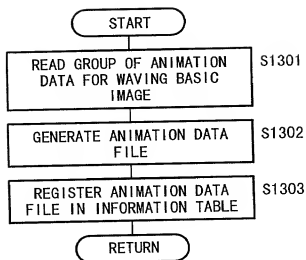 START
READ GROUP OF ANIMATION S1301
DATA FOR WAVING BASIC
IMAGE
GENERATE ANIMATION DATA S1302
FILE
REGISTER ANIMATION DATA S1303
FILE IN INFORMATION TABLE
RETURN